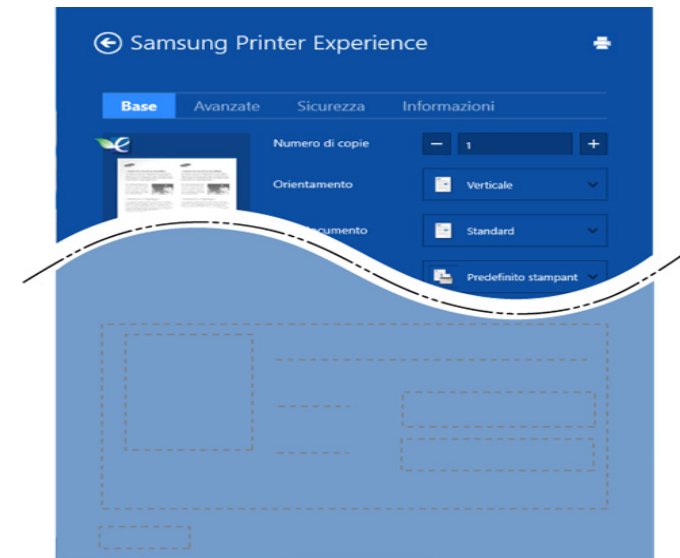 Samsung Printer Experience
Base Avanzate Sicurezza Informazioni
Numero di copie 1
Orientamento Verticale
Standard
Predefinito stampant